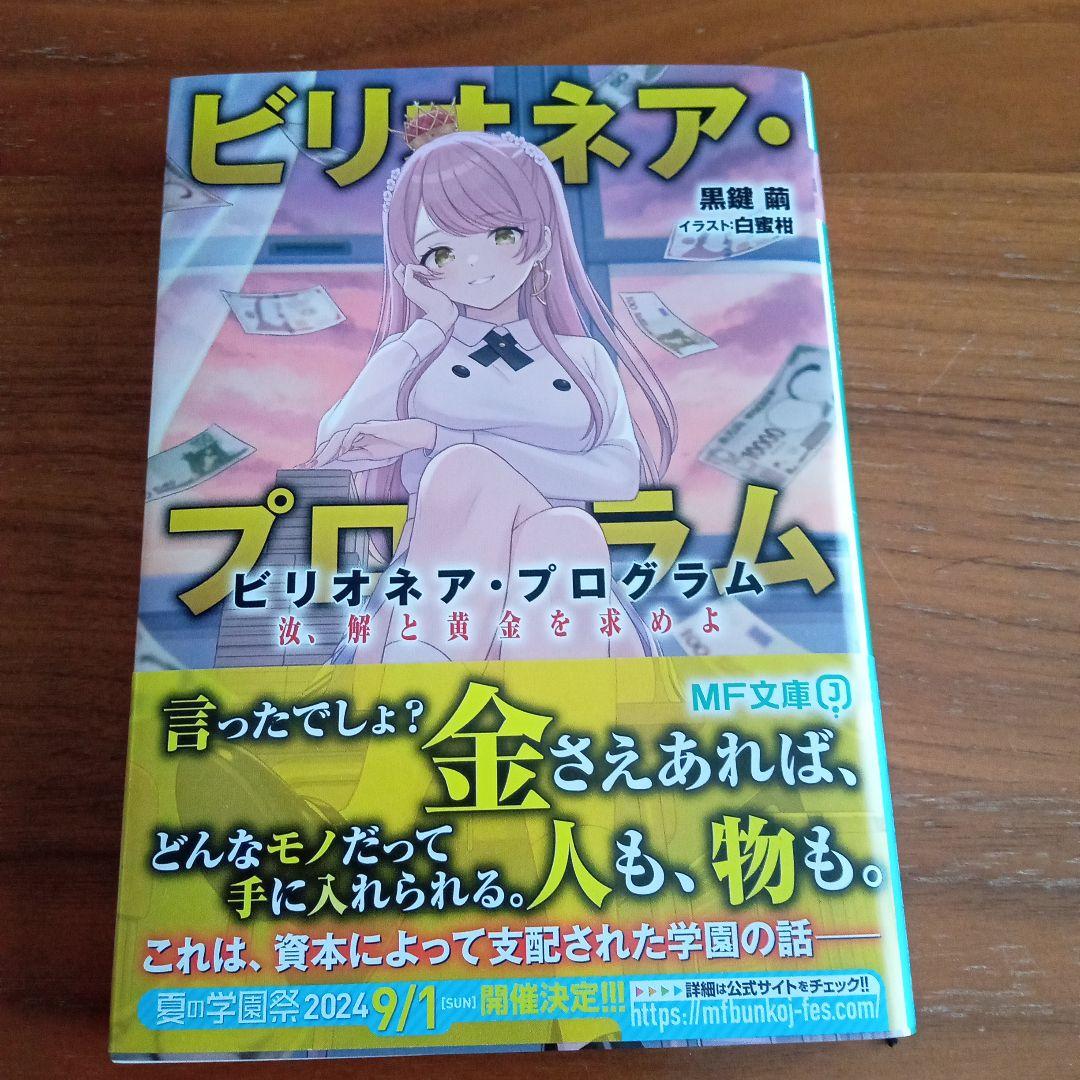 ビリオネア・
黒鍵 繭
イラスト:白蜜柑
プログラム
ビリオネア・プログラム
汝、解と黄金を求めよ
MF文庫J
言ったでしょ?
金さえあれば、
どんなモノだって
手に入れられる。
人も、物も。
これは、資本によって支配された学園の話――
夏の学園祭2024 9/1[SUN]開催決定!!!
詳細は公式サイトをチェック!!
https://mfbunkoj-fes.com/
10000